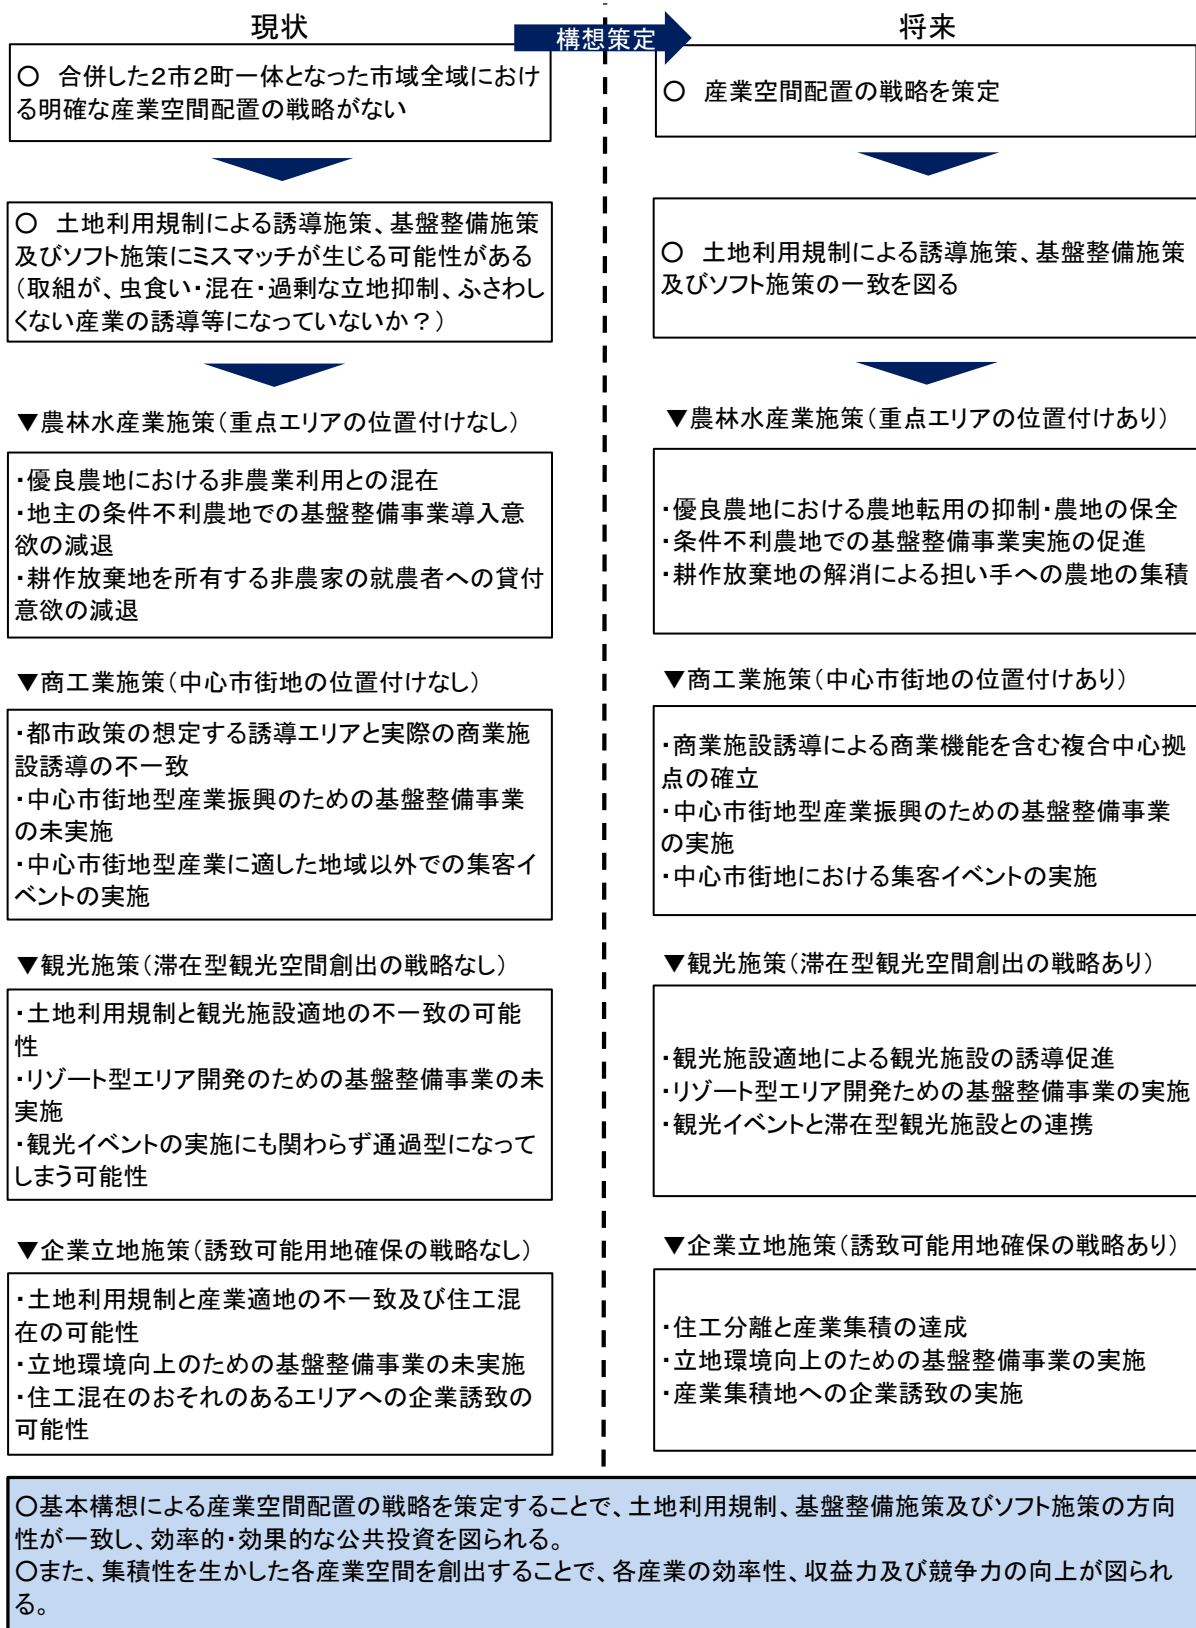 現状
構想策定
将来
○　合併した２市２町一体となった市域全域におけ
る明確な産業空間配置の戦略がない
○　土地利用規制による誘導施策、基盤整備施策
及びソフト施策にミスマッチが生じる可能性がある
（取組が、虫食い・混在・過剰な立地抑制、ふさわし
くない産業の誘導等になっていないか？）
▼農林水産業施策（重点エリアの位置付けなし）
・優良農地における非農業利用との混在
・地主の条件不利農地での基盤整備事業導入意
欲の減退
・耕作放棄地を所有する非農家の就農者への貸付
意欲の減退
▼商工業施策（中心市街地の位置付けなし）
・都市政策の想定する誘導エリアと実際の商業施
設誘導の不一致
・中心市街地型産業振興のための基盤整備事業
の未実施
・中心市街地型産業に適した地域以外での集客イ
ベントの実施
▼観光施策（滞在型観光空間創出の戦略なし）
・土地利用規制と観光施設適地の不一致の可能
性
・リゾート型エリア開発のための基盤整備事業の未
実施
・観光イベントの実施にも関わらず通過型になって
しまう可能性
▼企業立地施策（誘致可能用地確保の戦略なし）
・土地利用規制と産業適地の不一致及び住工混
在の可能性
・立地環境向上のための基盤整備事業の未実施
・住工混在のおそれのあるエリアへの企業誘致の
可能性
○　産業空間配置の戦略を策定
○　土地利用規制による誘導施策、基盤整備施策
及びソフト施策の一致を図る
▼農林水産業施策（重点エリアの位置付けあり）
・優良農地における農地転用の抑制・農地の保全
・条件不利農地での基盤整備事業実施の促進
・耕作放棄地の解消による担い手への農地の集積
▼商工業施策（中心市街地の位置付けあり）
・商業施設誘導による商業機能を含む複合中心拠
点の確立
・中心市街地型産業振興のための基盤整備事業
の実施
・中心市街地における集客イベントの実施
▼観光施策（滞在型観光空間創出の戦略あり）
・観光施設適地による観光施設の誘導促進
・リゾート型エリア開発ための基盤整備事業の実施
・観光イベントと滞在型観光施設との連携
▼企業立地施策（誘致可能用地確保の戦略あり）
・住工分離と産業集積の達成
・立地環境向上のための基盤整備事業の実施
・産業集積地への企業誘致の実施
○基本構想による産業空間配置の戦略を策定することで、土地利用規制、基盤整備施策及びソフト施策の方向
性が一致し、効率的・効果的な公共投資を図られる。
○また、集積性を生かした各産業空間を創出することで、各産業の効率性、収益力及び競争力の向上が図られ
る。